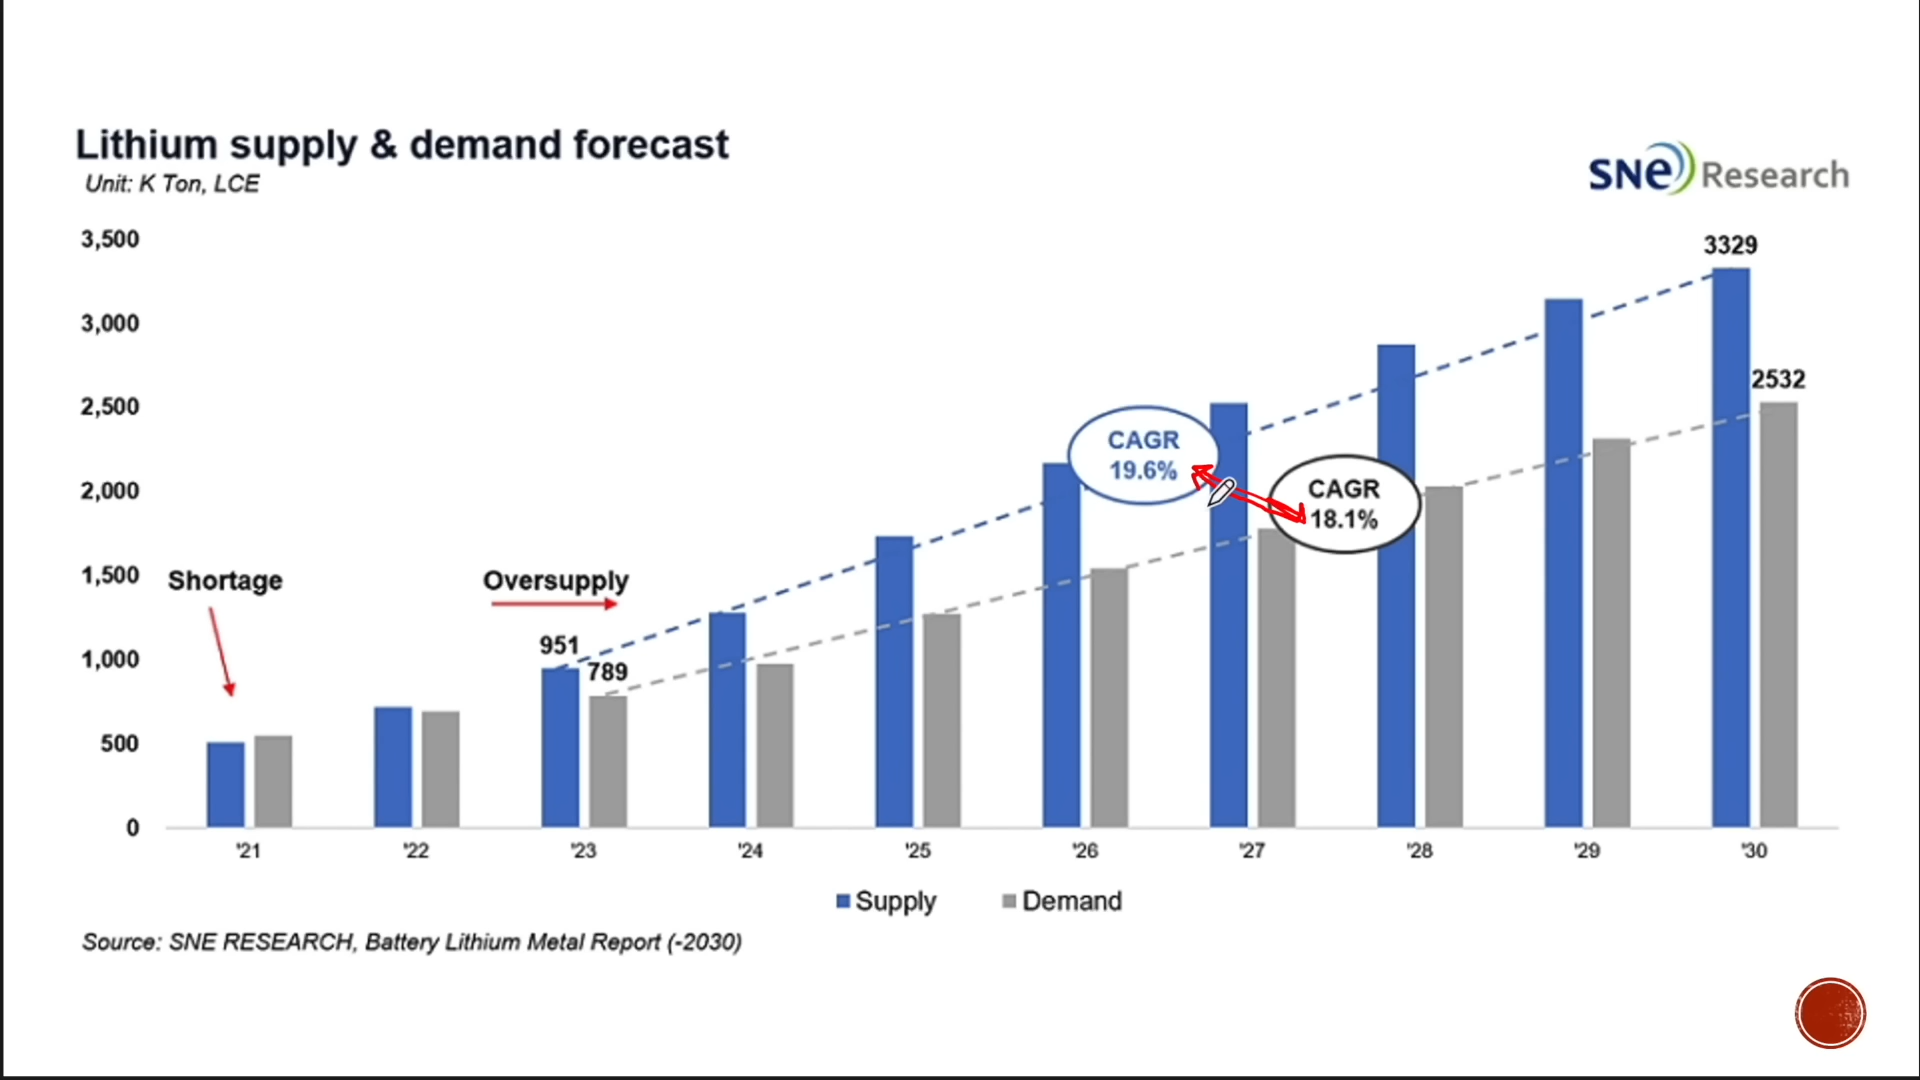 Lithium supply & demand forecast
Unit: K Ton, LCE
SNe Research
3,500
3,000
2,500
2,000
1,500
1,000
500
0
3329
2532
CAGR
19.6%
CAGR
18.1%
Shortage
Oversupply
951
789
'21 '22 '23 '24 '25 '26 '27 '28 '29 '30
Supply Demand
Source: SNE RESEARCH, Battery Lithium Metal Report (-2030)